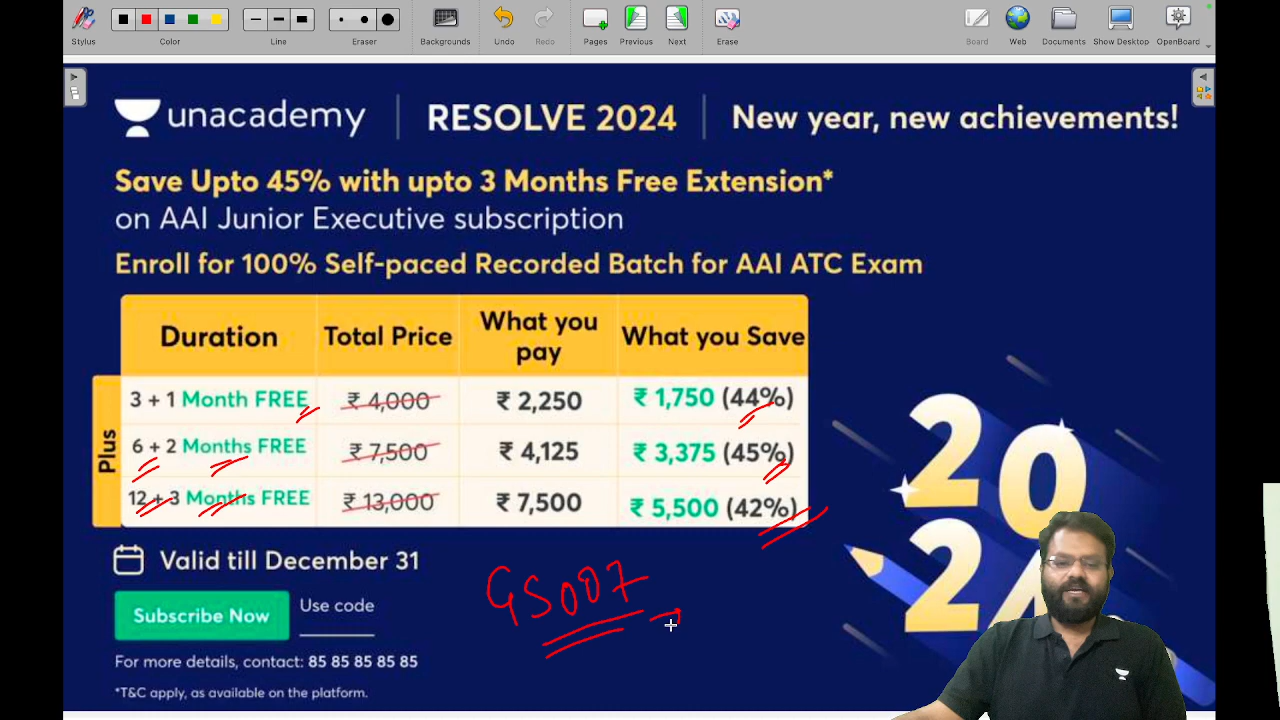 Stylus
Color
Line
Eraser
Backgrounds
Undo
Redo
Pages
Previous
Next
Erase
Board
Web
Documents
Show Desktop
OpenBoard
unacademy | RESOLVE 2024 | New year, new achievements!
Save Upto 45% with upto 3 Months Free Extension*
on AAI Junior Executive subscription
Enroll for 100% Self-paced Recorded Batch for AAI ATC Exam
Duration Total Price What you pay What you Save
Plus
3 + 1 Month FREE ₹ 4,000 ₹ 2,250 ₹ 1,750 (44%)
6 + 2 Months FREE ₹ 7,500 ₹ 4,125 ₹ 3,375 (45%)
12 + 3 Months FREE ₹ 13,000 ₹ 7,500 ₹ 5,500 (42%)
Valid till December 31
Subscribe Now
Use code
GS007
For more details, contact: 85 85 85 85 85
*T&C apply, as available on the platform.
20
24